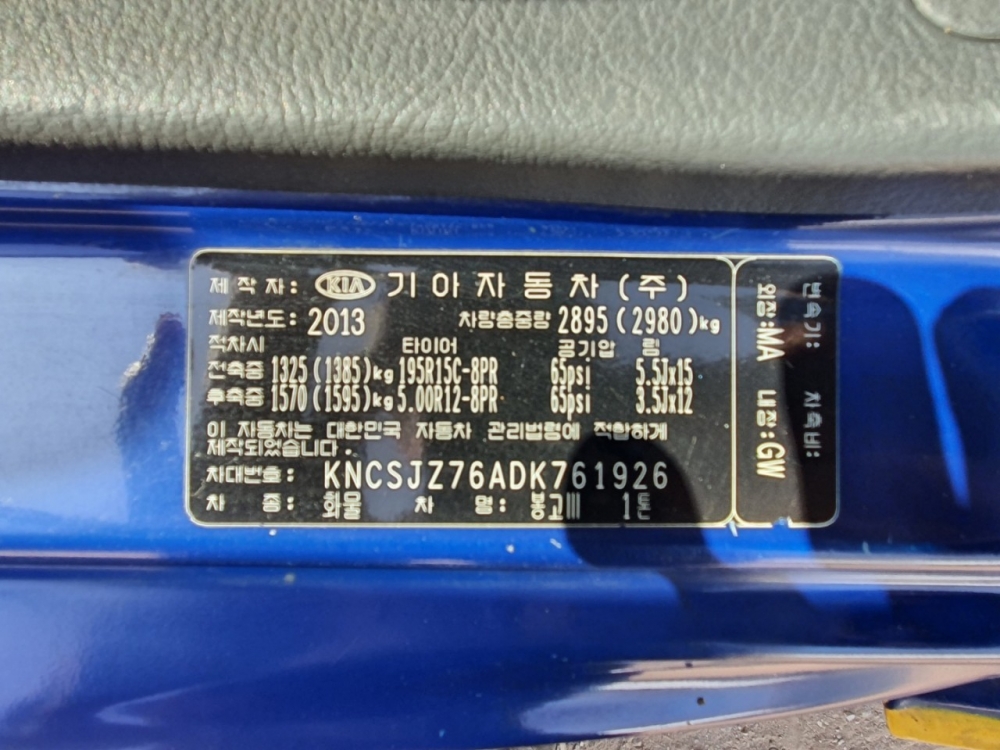 제 작 자 : KIA 기 아 자 동 차 ( 주 )
제작년도 : 2013 차량총중량 2895 ( 2980 ) kg
적차시 타이어 공기압 림
전축중 1325 (1385) kg 195R15C-8PR 65psi 5.5Jx15
후축중 1570 (1595) kg 5.00R12-8PR 65psi 3.5Jx12
이 자동차는 대한민국 자동차 관리법령에 적합하게
제작되었습니다 .
차대번호 : KNCSJZ76ADK761926
차 종 : 화물 차 명 : 봉고Ⅲ 1톤
변속기 : 차축비 :
외장:MA 내장:GW